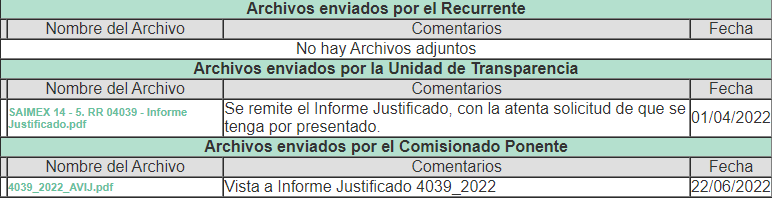 Archivos enviados por el Recurrente
Nombre del Archivo Comentarios Fecha
No hay Archivos adjuntos
Archivos enviados por la Unidad de Transparencia
Nombre del Archivo Comentarios Fecha
SAIMEX 14 - 5. RR 04039 - Informe
Justificado.pdf
Se remite el Informe Justificado, con la atenta solicitud de que se
tenga por presentado.
01/04/2022
Archivos enviados por el Comisionado Ponente
Nombre del Archivo Comentarios Fecha
4039_2022_AVIJ.pdf Vista a Informe Justificado 4039_2022 22/06/2022